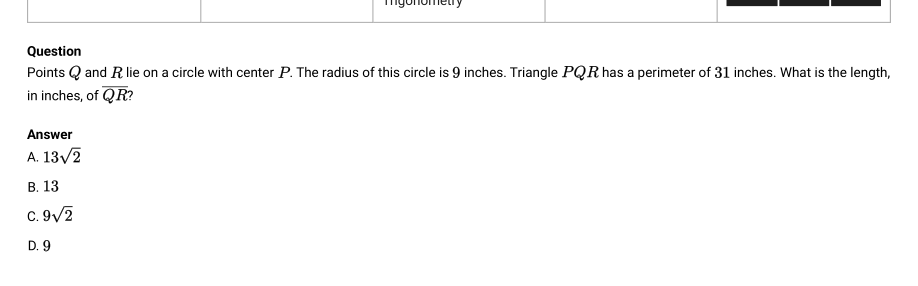 Trigonometry
Question
Points Q and R lie on a circle with center P. The radius of this circle is 9 inches. Triangle PQR has a perimeter of 31 inches. What is the length,
in inches, of \overline{QR}?
Answer
A. 13√2
B. 13
C. 9√2
D. 9